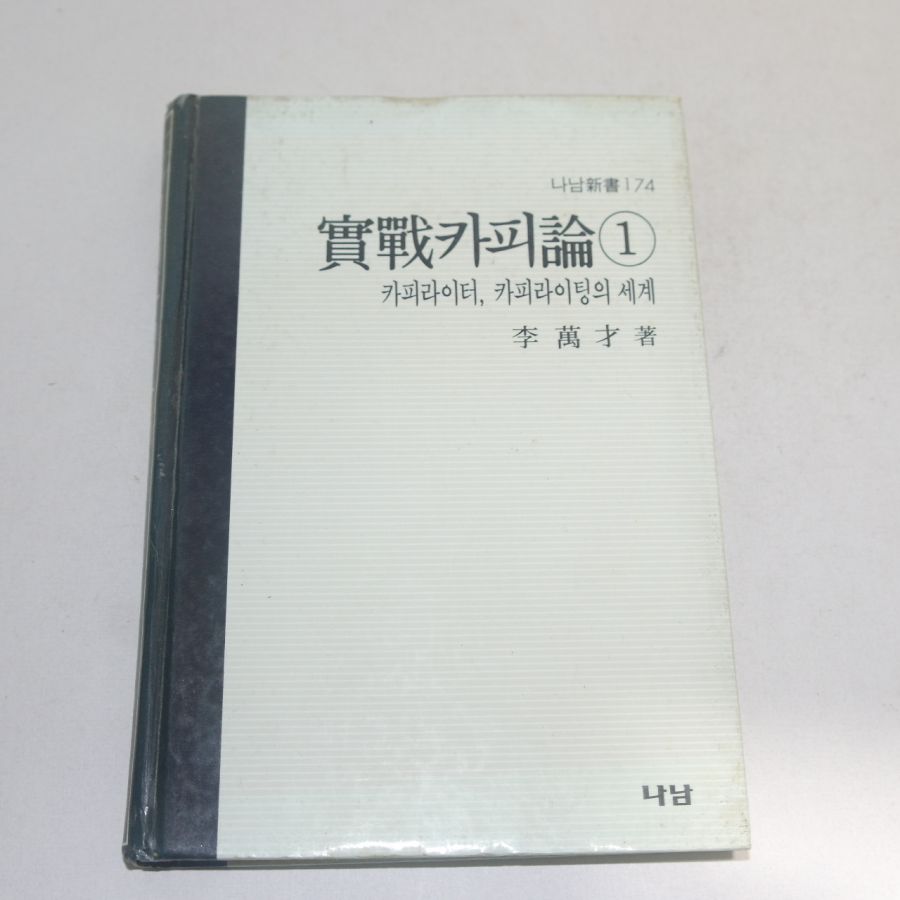 나남新書 174
實戰카피論①
카피라이터, 카피라이팅의 세계
李萬才 著
나남